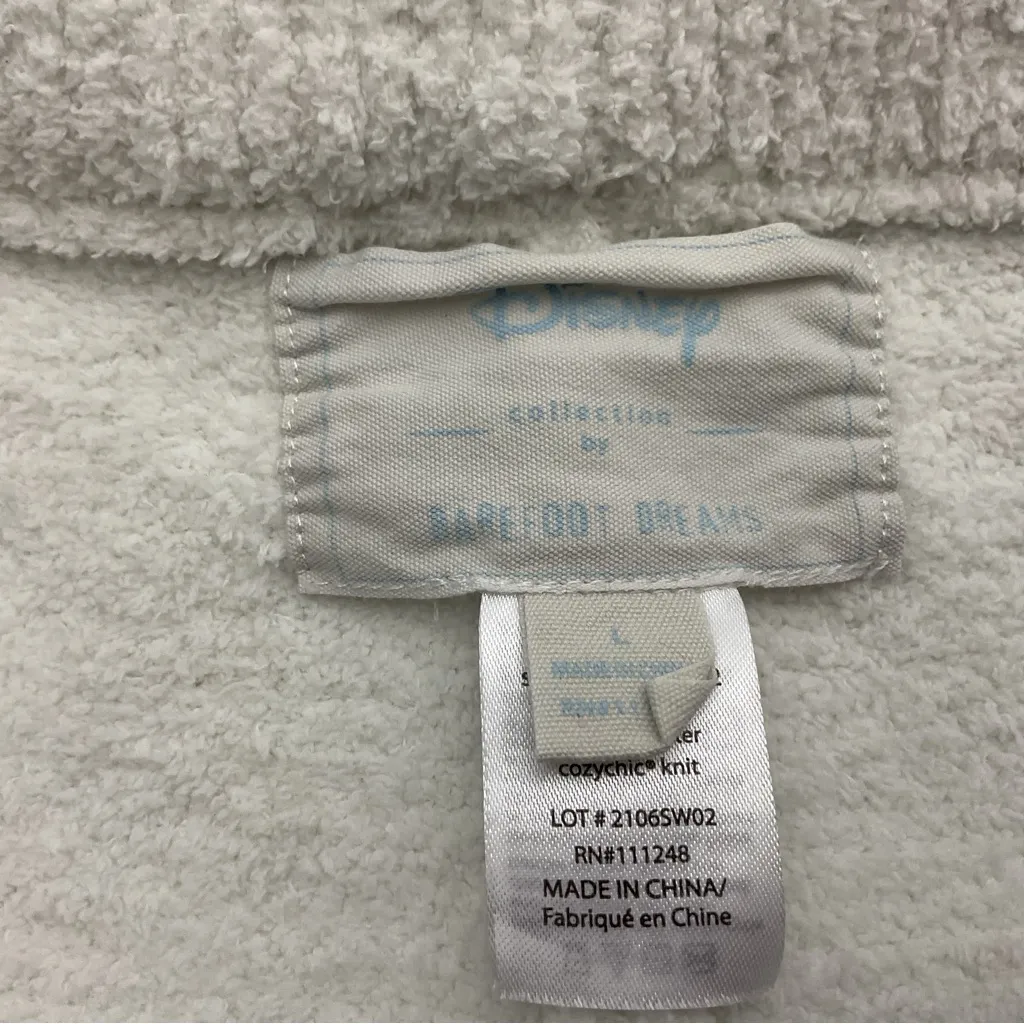 Disney
collection
by
BAREFOOT DREAMS
L
cozychic® knit
LOT # 2106SW02
RN#111248
MADE IN CHINA/
Fabriqué en Chine